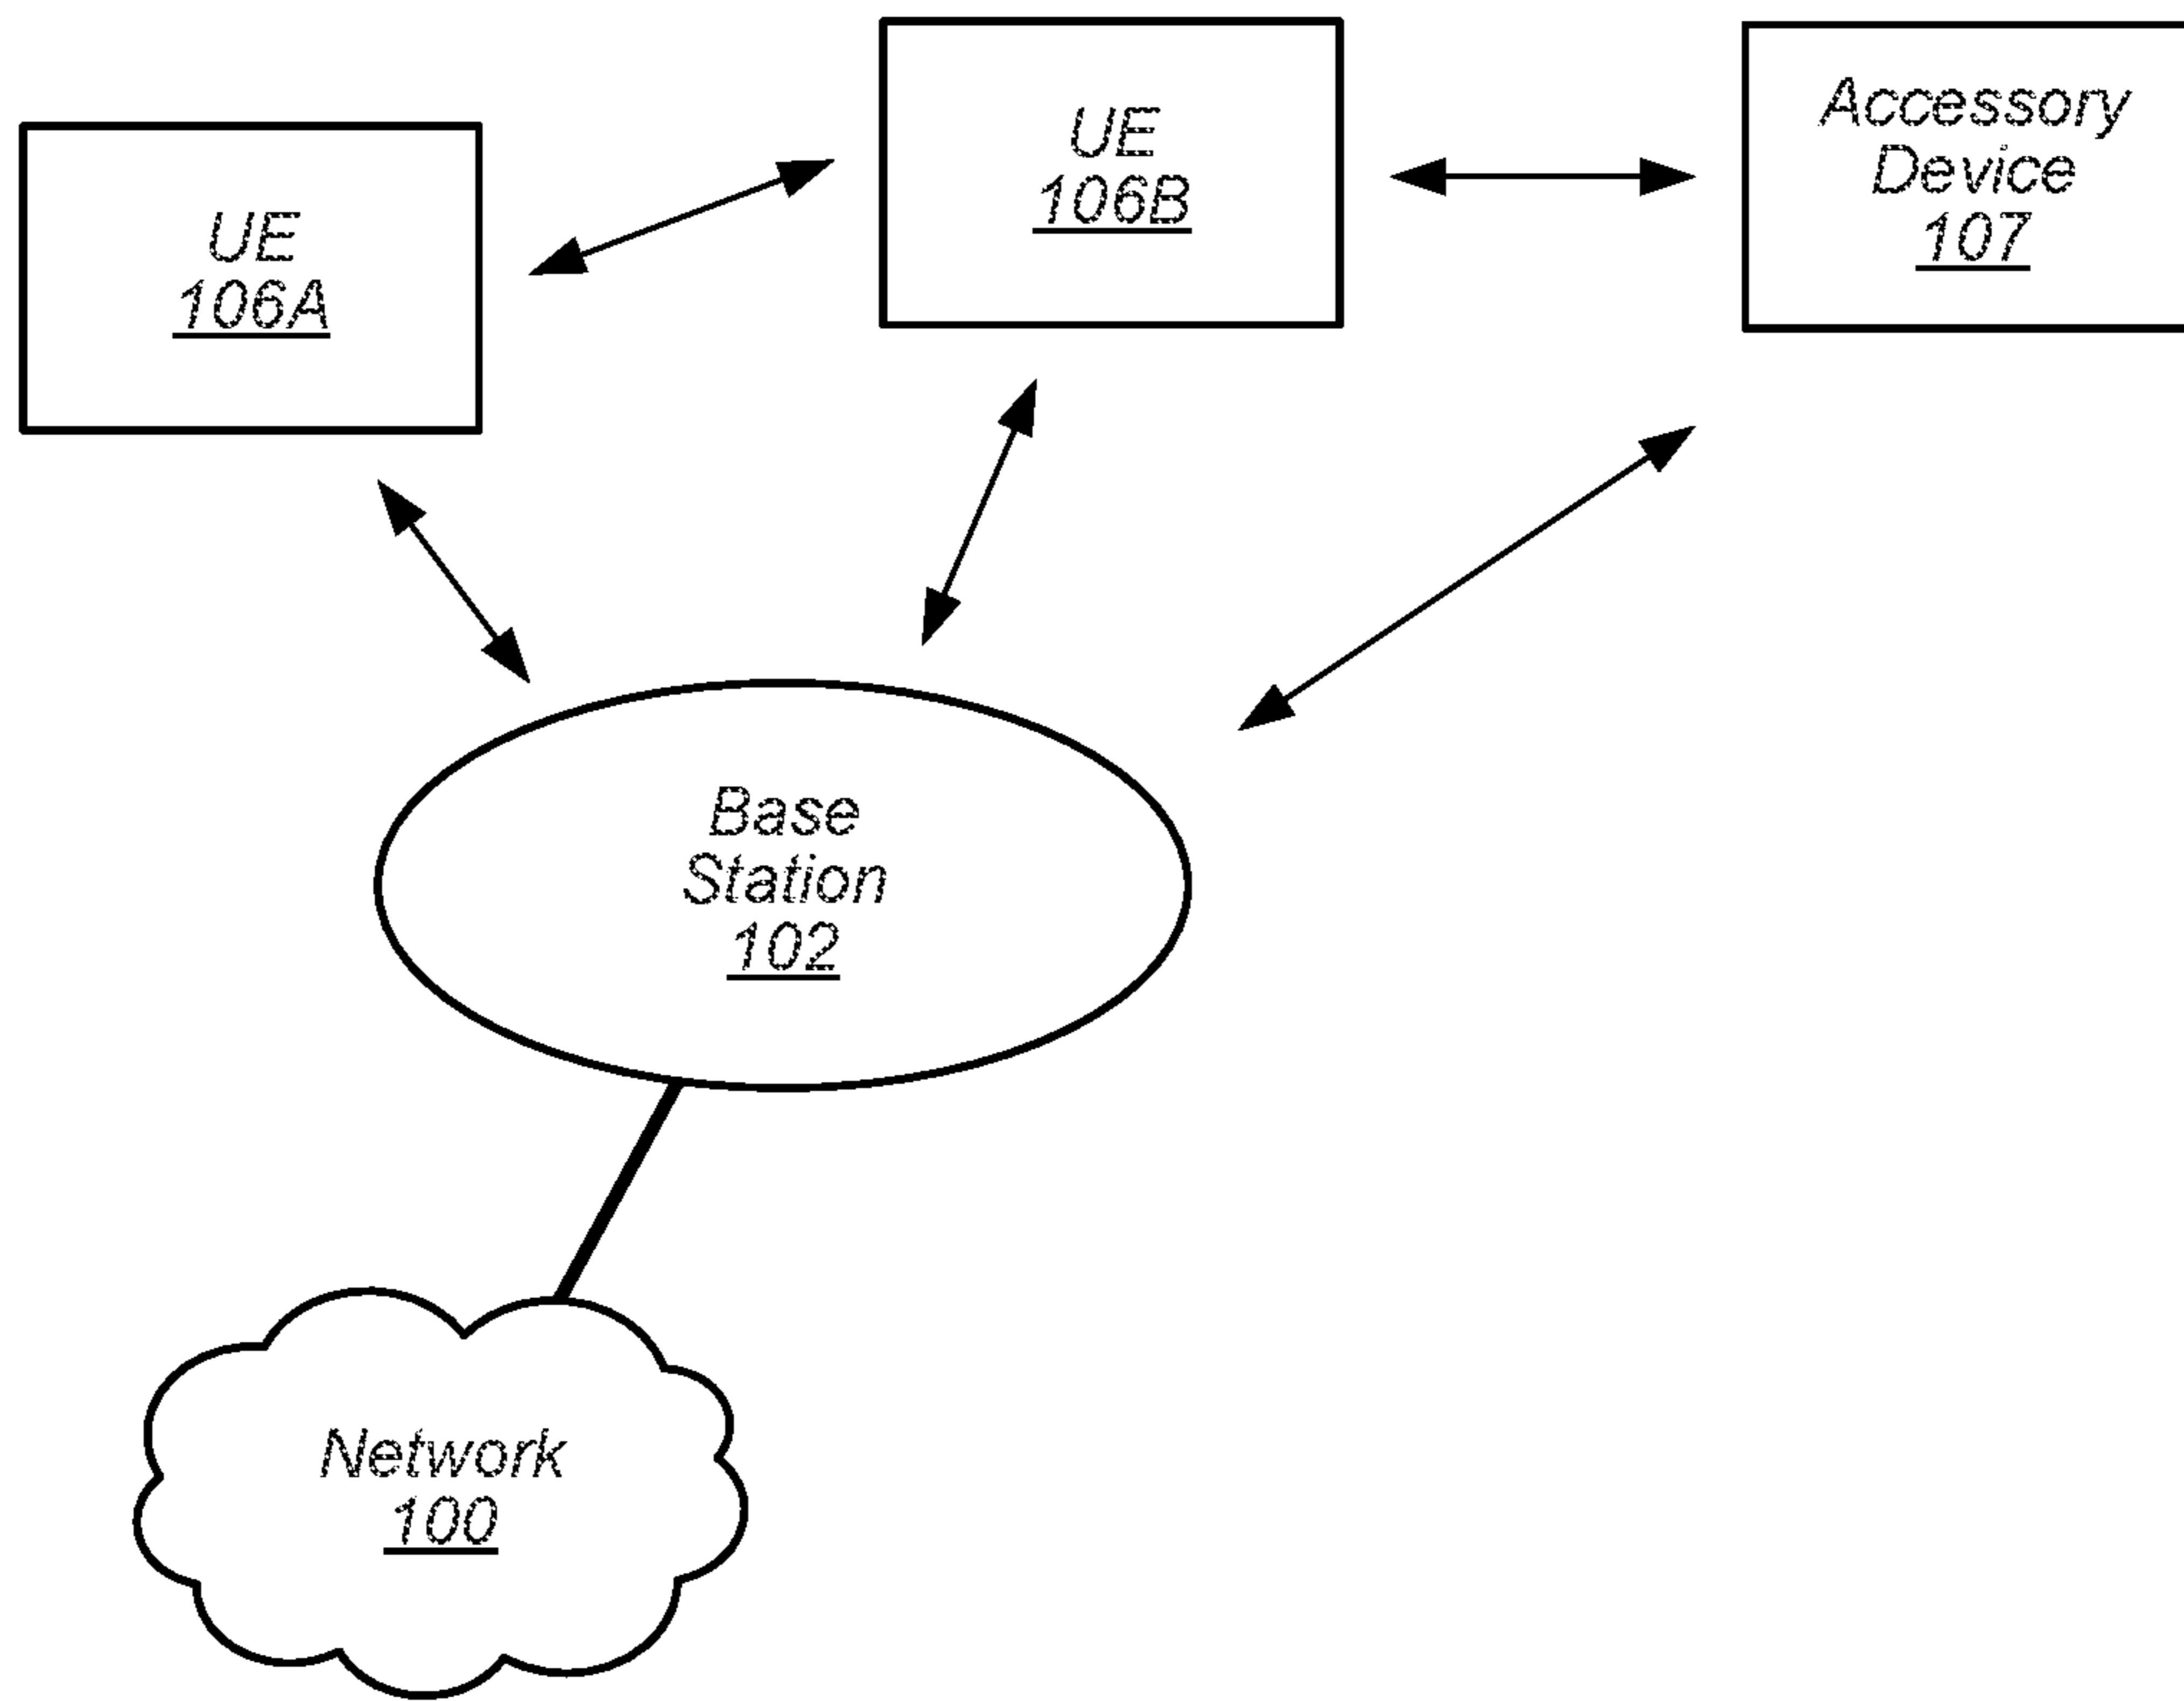 UE
106A
UE
106B
Accessory
Device
107
Base
Station
102
Network
100